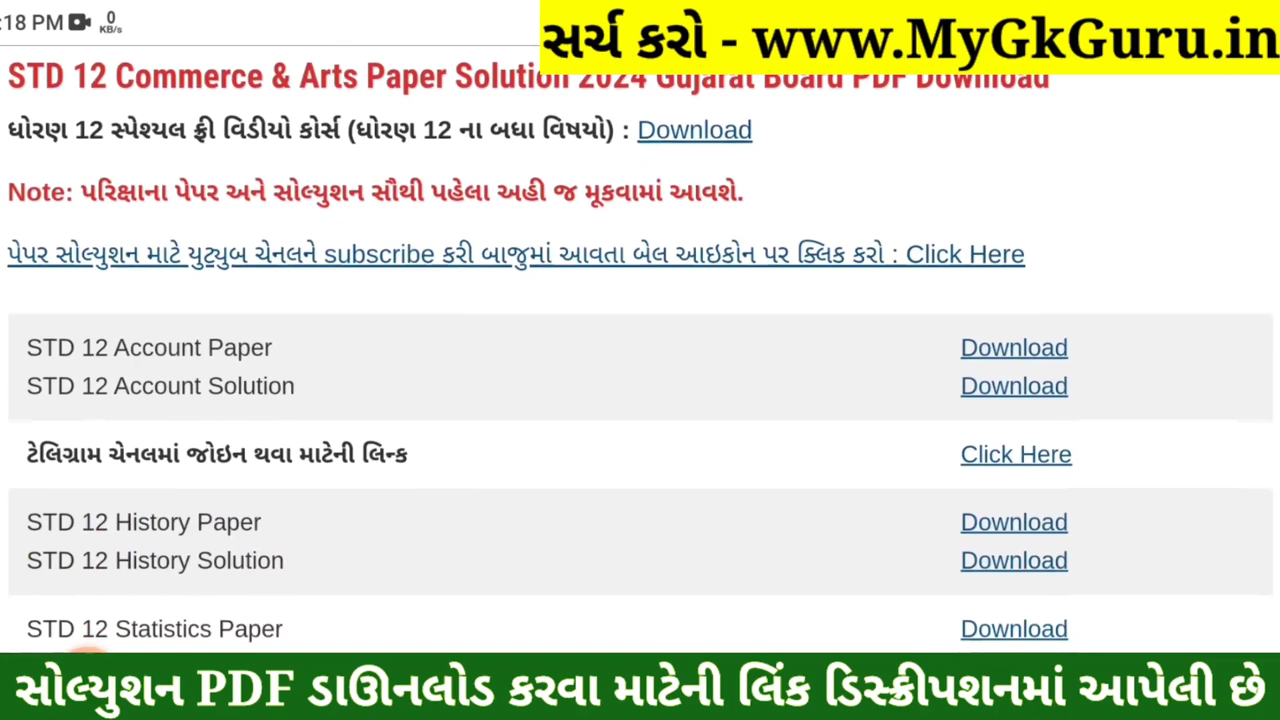 :18 PM 0 KB/s
સર્ચ કરો - www.MyGkGuru.in
STD 12 Commerce & Arts Paper Solution 2024 Gujarat Board PDF Download
ધોરણ 12 સ્પેશ્યલ ફ્રી વિડીયો કોર્સ (ધોરણ 12 ના બધા વિષયો) : Download
Note: પરિક્ષાના પેપર અને સોલ્યુશન સૌથી પહેલા અહી જ મૂકવામાં આવશે.
પેપર સોલ્યુશન માટે યુટ્યુબ ચેનલને subscribe કરી બાજુમાં આવતા બેલ આઇકોન પર ક્લિક કરો : Click Here
STD 12 Account Paper Download
STD 12 Account Solution Download
ટેલિગ્રામ ચેનલમાં જોઇન થવા માટેની લિન્ક Click Here
STD 12 History Paper Download
STD 12 History Solution Download
STD 12 Statistics Paper Download
સોલ્યુશન PDF ડાઊનલોડ કરવા માટેની લિંક ડિસ્ક્રીપશનમાં આપેલી છે